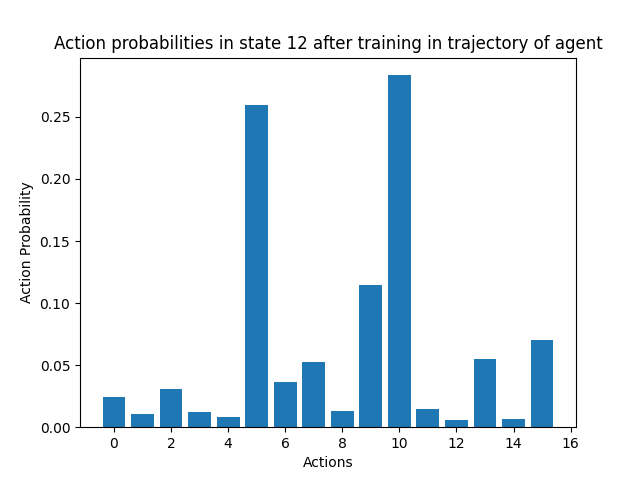 Action probabilities in state 12 after training in trajectory of agent
Action Probability
0.25
0.20
0.15
0.10
0.05
0.00
0 2 4 6 8 10 12 14 16
Actions